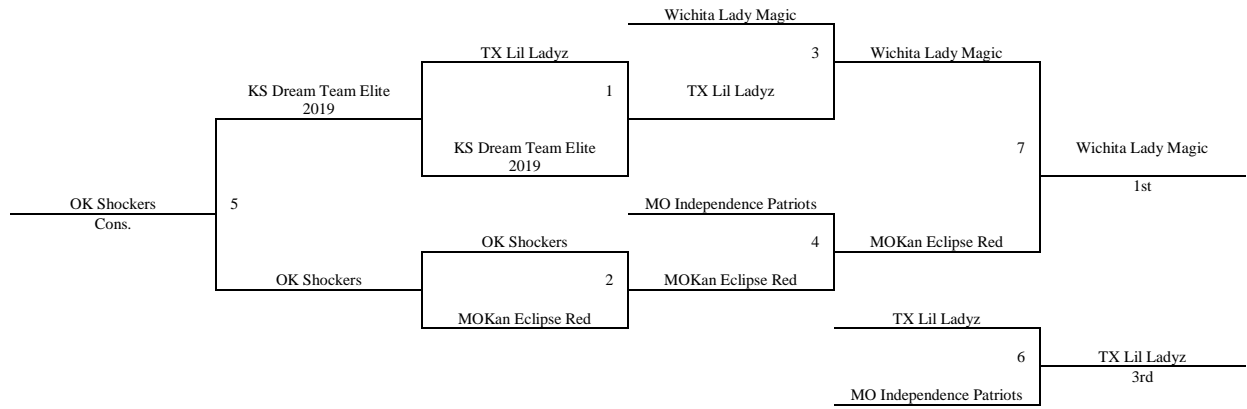 Wichita Lady Magic
TX Lil Ladyz
3
Wichita Lady Magic
KS Dream Team Elite
2019
1
TX Lil Ladyz
KS Dream Team Elite
2019
7
Wichita Lady Magic
1st
OK Shockers
Cons.
5
MO Independence Patriots
OK Shockers
4
MOKan Eclipse Red
OK Shockers
2
MOKan Eclipse Red
MOKan Eclipse Red
TX Lil Ladyz
6
TX Lil Ladyz
3rd
MO Independence Patriots